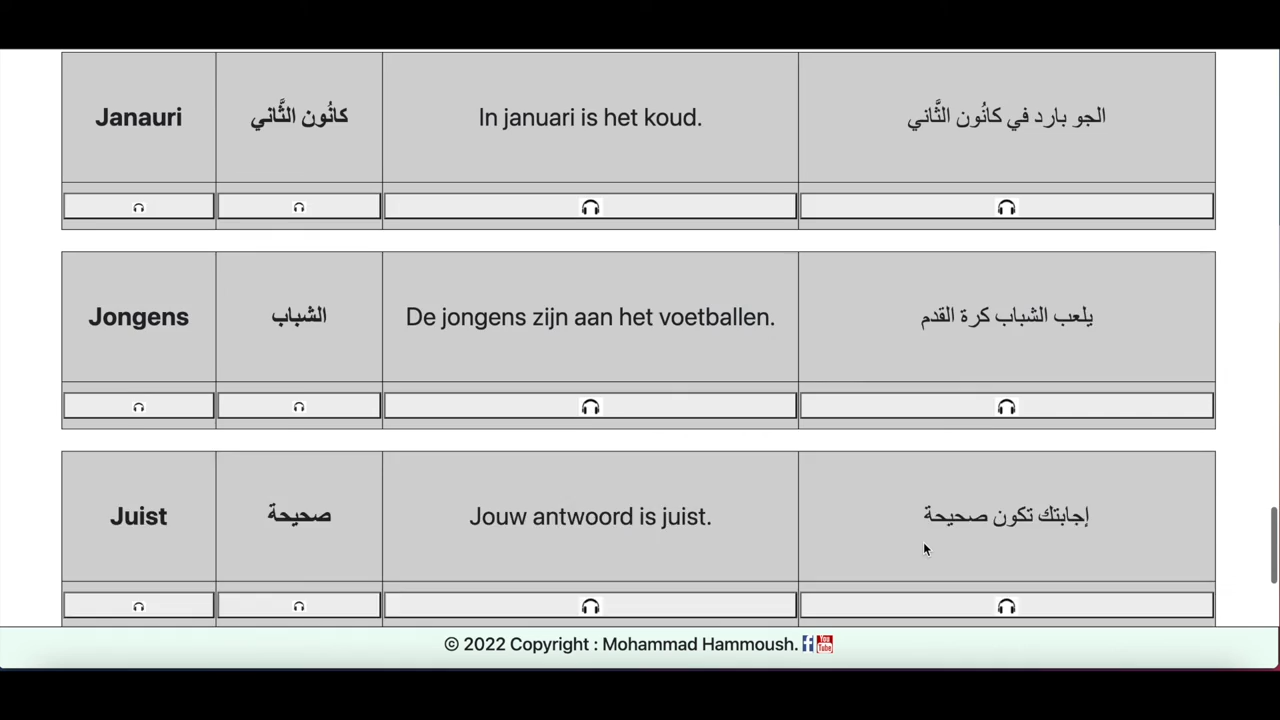 Janauri
كانُون الثَّاني
In januari is het koud.
الجو بارد في كانُون الثَّاني
Jongens
الشباب
De jongens zijn aan het voetballen.
يلعب الشباب كرة القدم
Juist
صحيحة
Jouw antwoord is juist.
إجابتك تكون صحيحة
© 2022 Copyright : Mohammad Hammoush.
You Tube